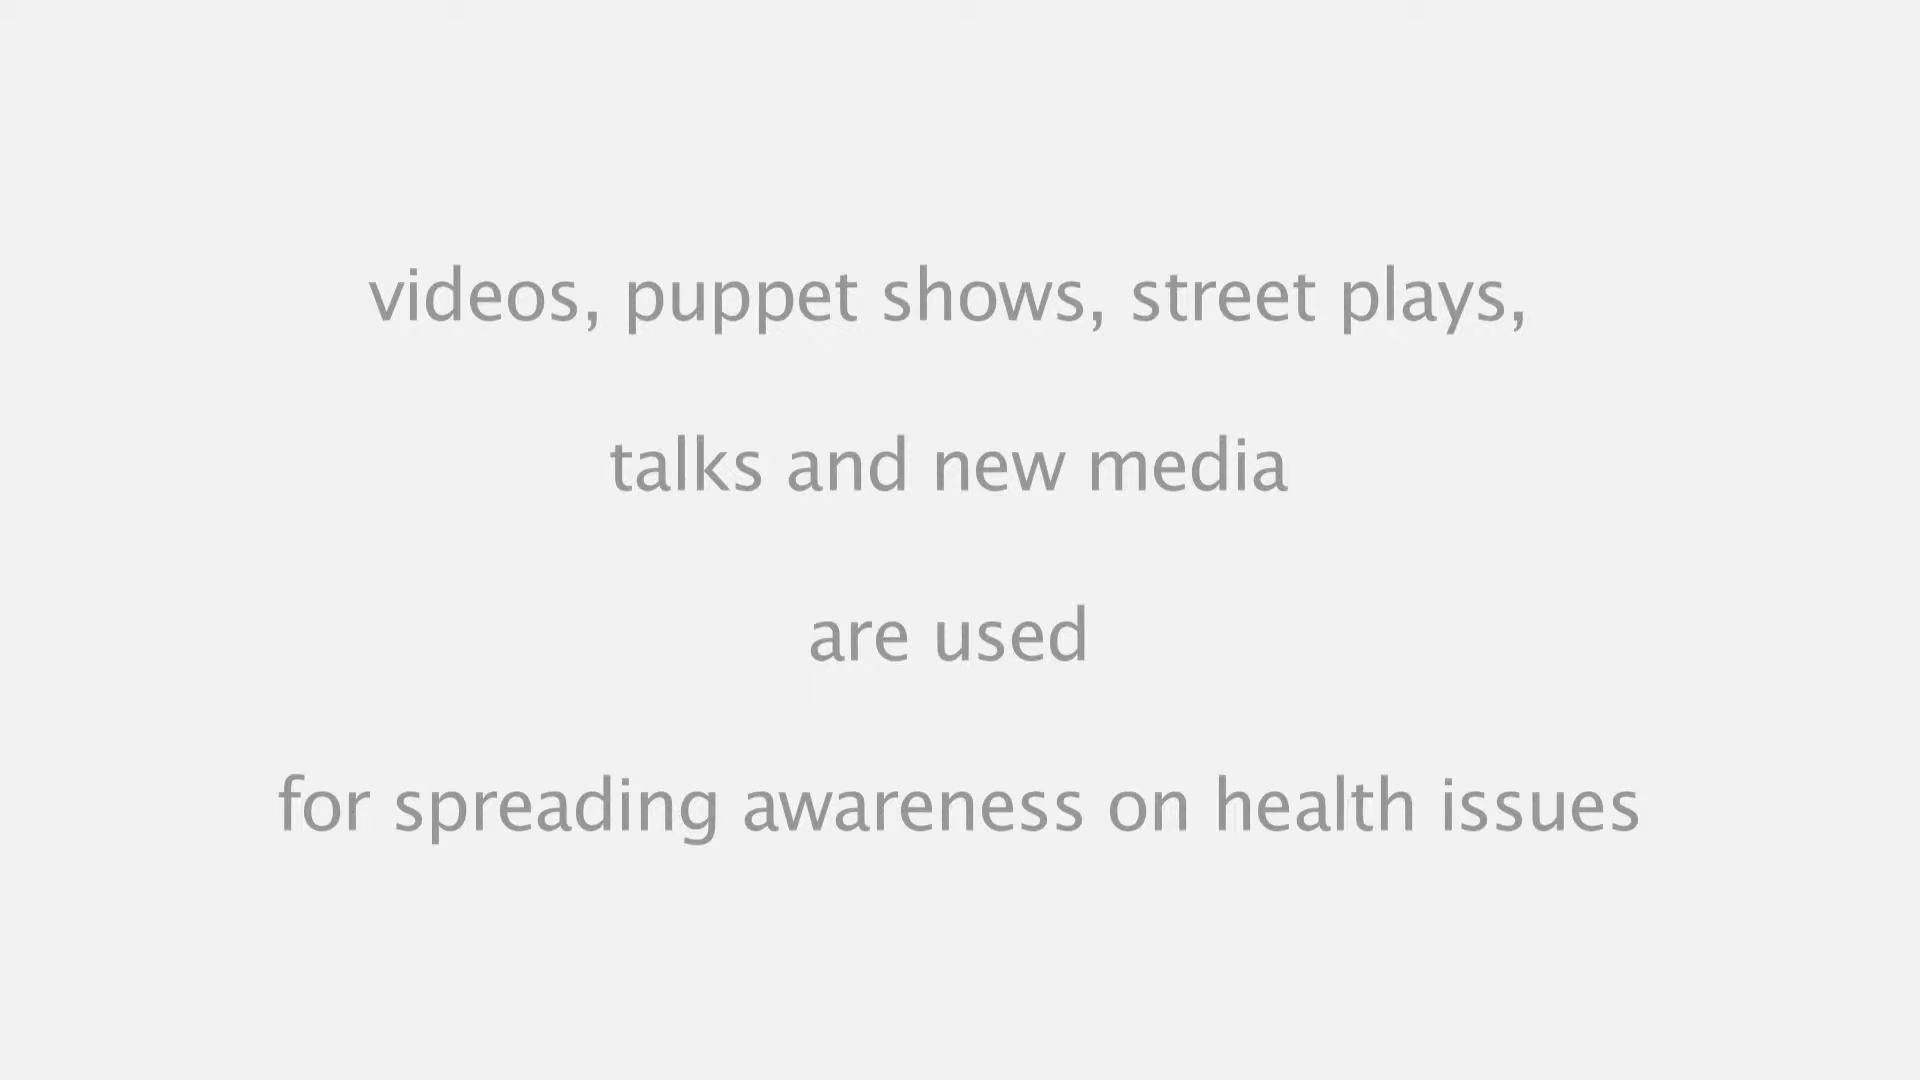 videos, puppet shows, street plays,
talks and new media
are used
for spreading awareness on health issues